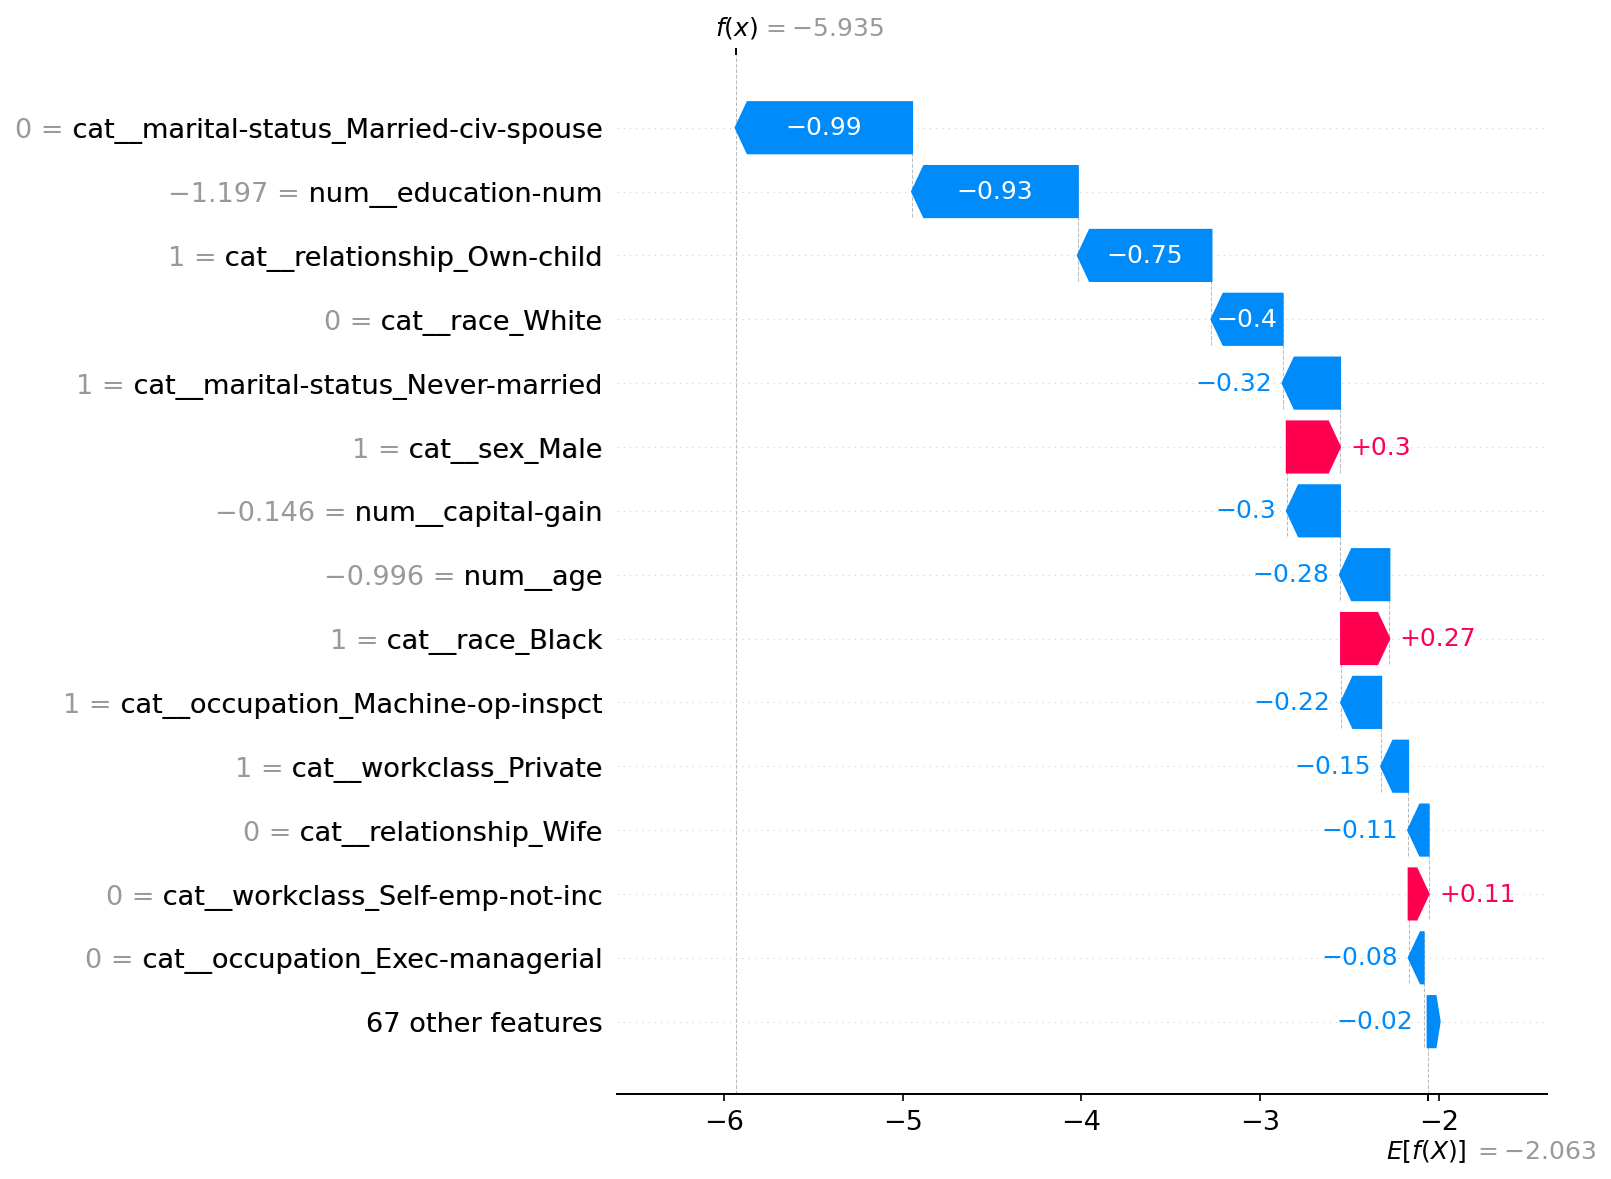 f(x) = −5.935
0 = cat__marital-status_Married-civ-spouse −0.99
−1.197 = num__education-num −0.93
1 = cat__relationship_Own-child −0.75
0 = cat__race_White −0.4
1 = cat__marital-status_Never-married −0.32
1 = cat__sex_Male +0.3
−0.146 = num__capital-gain −0.3
−0.996 = num__age −0.28
1 = cat__race_Black +0.27
1 = cat__occupation_Machine-op-inspct −0.22
1 = cat__workclass_Private −0.15
0 = cat__relationship_Wife −0.11
0 = cat__workclass_Self-emp-not-inc +0.11
0 = cat__occupation_Exec-managerial −0.08
67 other features −0.02
−6 −5 −4 −3 −2
E[f(X)] = −2.063